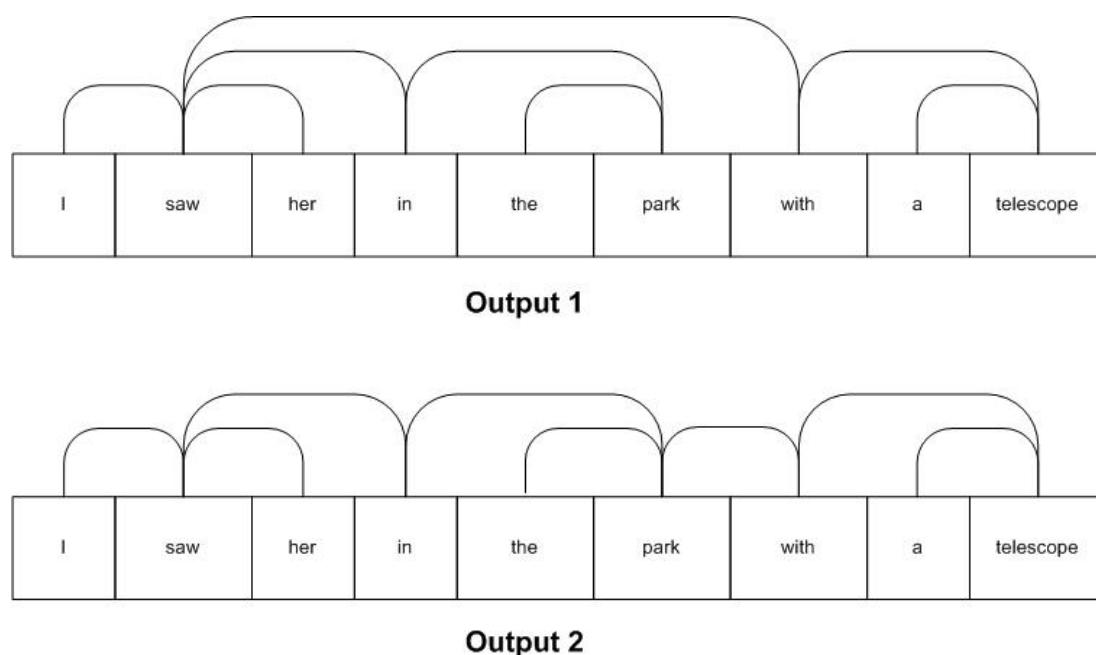 I saw her in the park with a telescope
Output 1
I saw her in the park with a telescope
Output 2